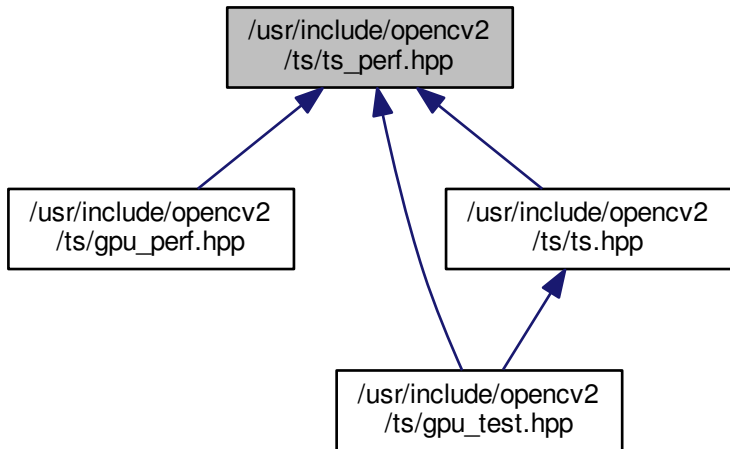 /usr/include/opencv2
/ts/ts_perf.hpp
/usr/include/opencv2
/ts/gpu_perf.hpp
/usr/include/opencv2
/ts/ts.hpp
/usr/include/opencv2
/ts/gpu_test.hpp